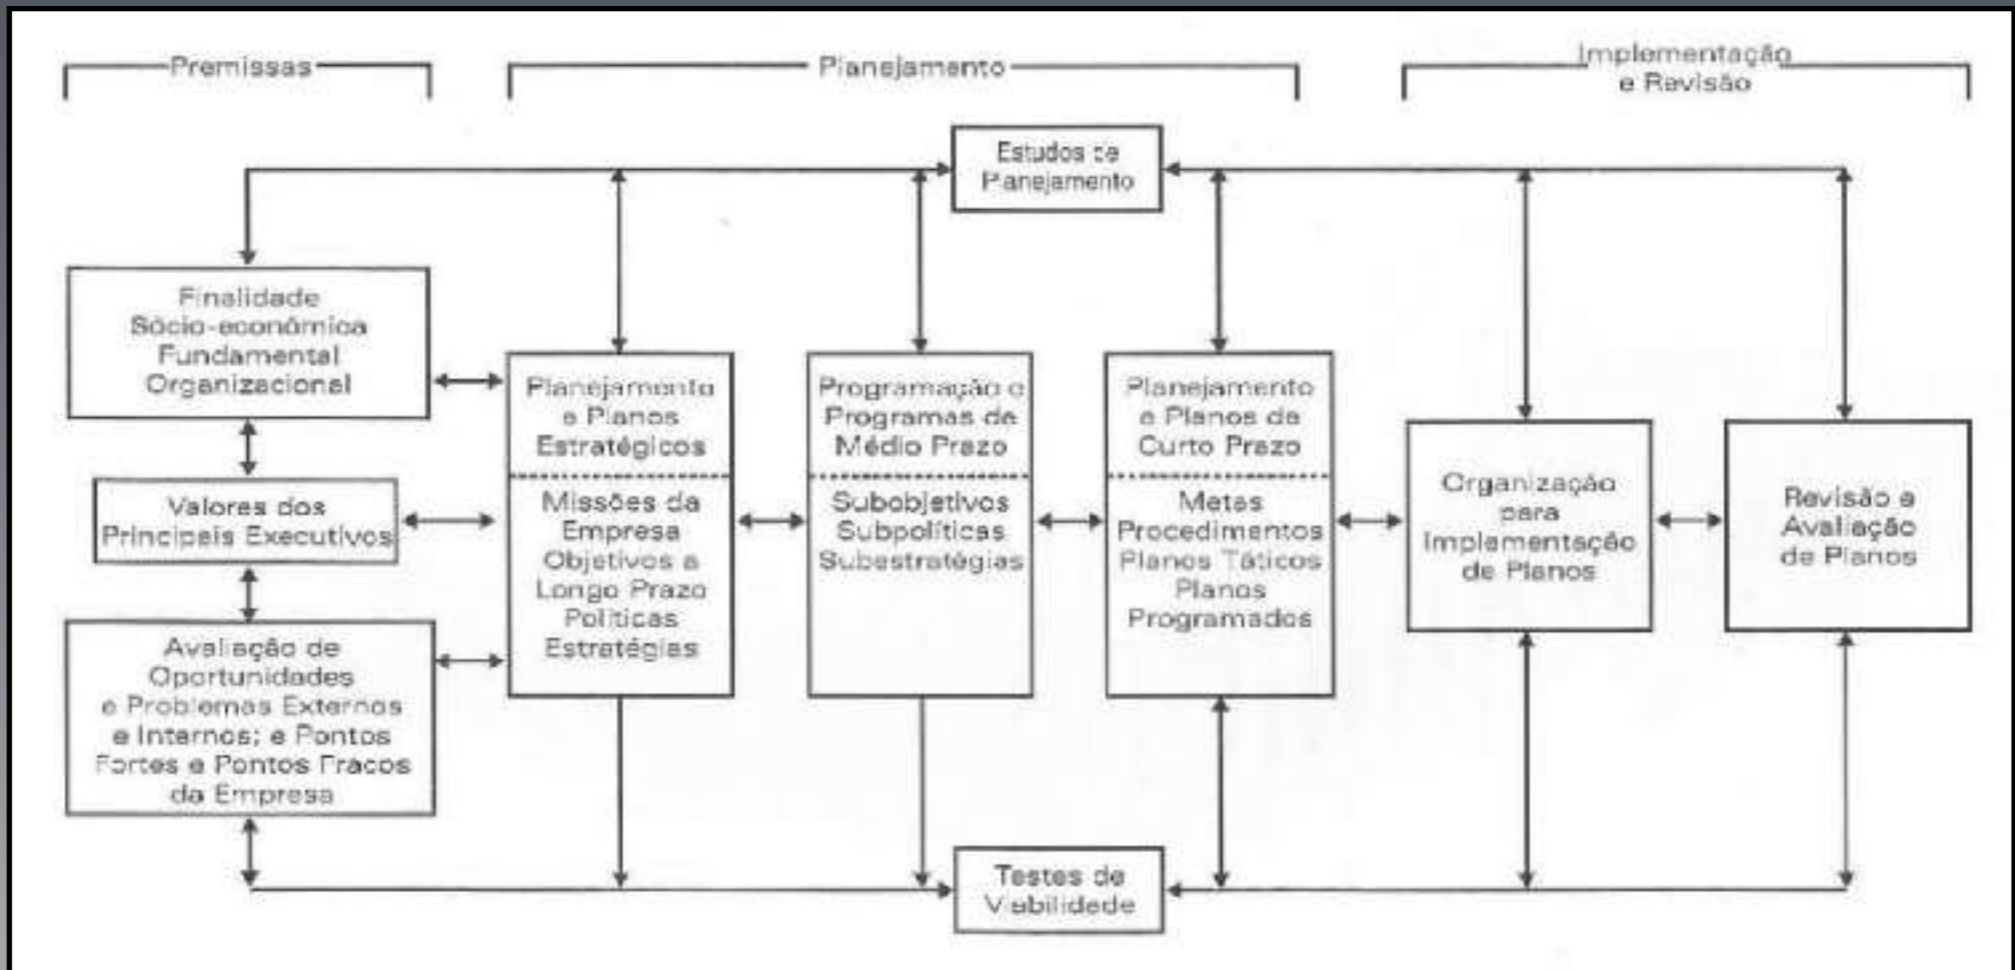 Premissas
Planejamento
Implementação
e Revisão
Estudos de
Planejamento
Finalidade
Sócio-econômica
Fundamental
Organizacional
Valores dos
Principais Executivos
Avaliação de
Oportunidades
e Problemas Externos
e Internos; e Pontos
Fortes e Pontos Fracos
da Empresa
Planejamento
e Planos
Estratégicos
Missões da
Empresa
Objetivos a
Longo Prazo
Políticas
Estratégias
Programação e
Programas de
Médio Prazo
Subobjetivos
Subpolíticas
Subestratégias
Planejamento
e Planos de
Curto Prazo
Metas
Procedimentos
Planos Táticos
Planos
Programados
Organização
para
Implementação
de Planos
Revisão e
Avaliação
de Planos
Testes de
Viabilidade